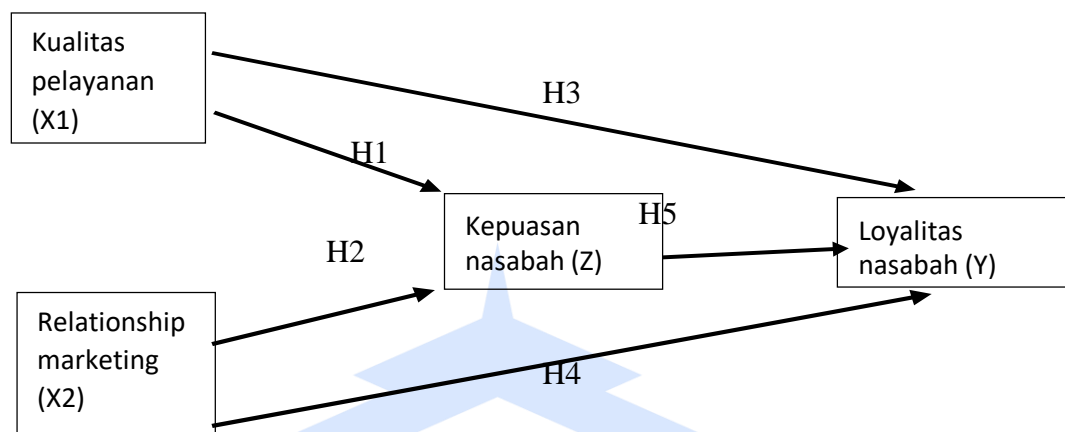 Kualitas
pelayanan
(X1)
H3
H1
Kepuasan
nasabah (Z)
H5
Loyalitas
nasabah (Y)
H2
Relationship
marketing
(X2)
H4